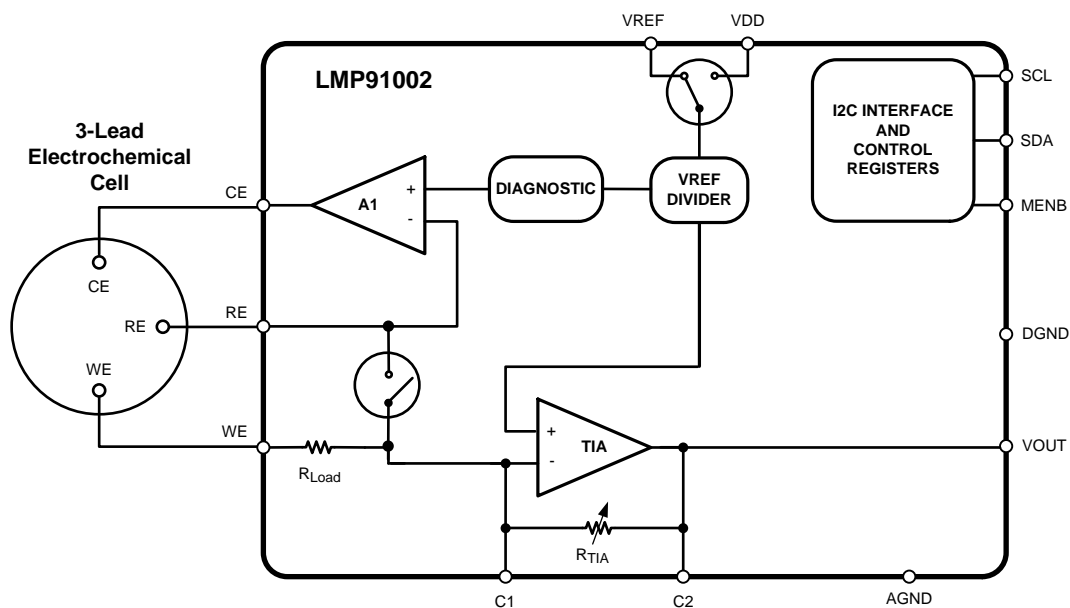 VREF
VDD
LMP91002
3-Lead
Electrochemical
Cell
I2C INTERFACE
AND
CONTROL
REGISTERS
SCL
SDA
MENB
CE
A1
+
-
DIAGNOSTIC
VREF
DIVIDER
CE
RE
RE
WE
WE
RLoad
+
-
TIA
RTIA
DGND
VOUT
C1
C2
AGND